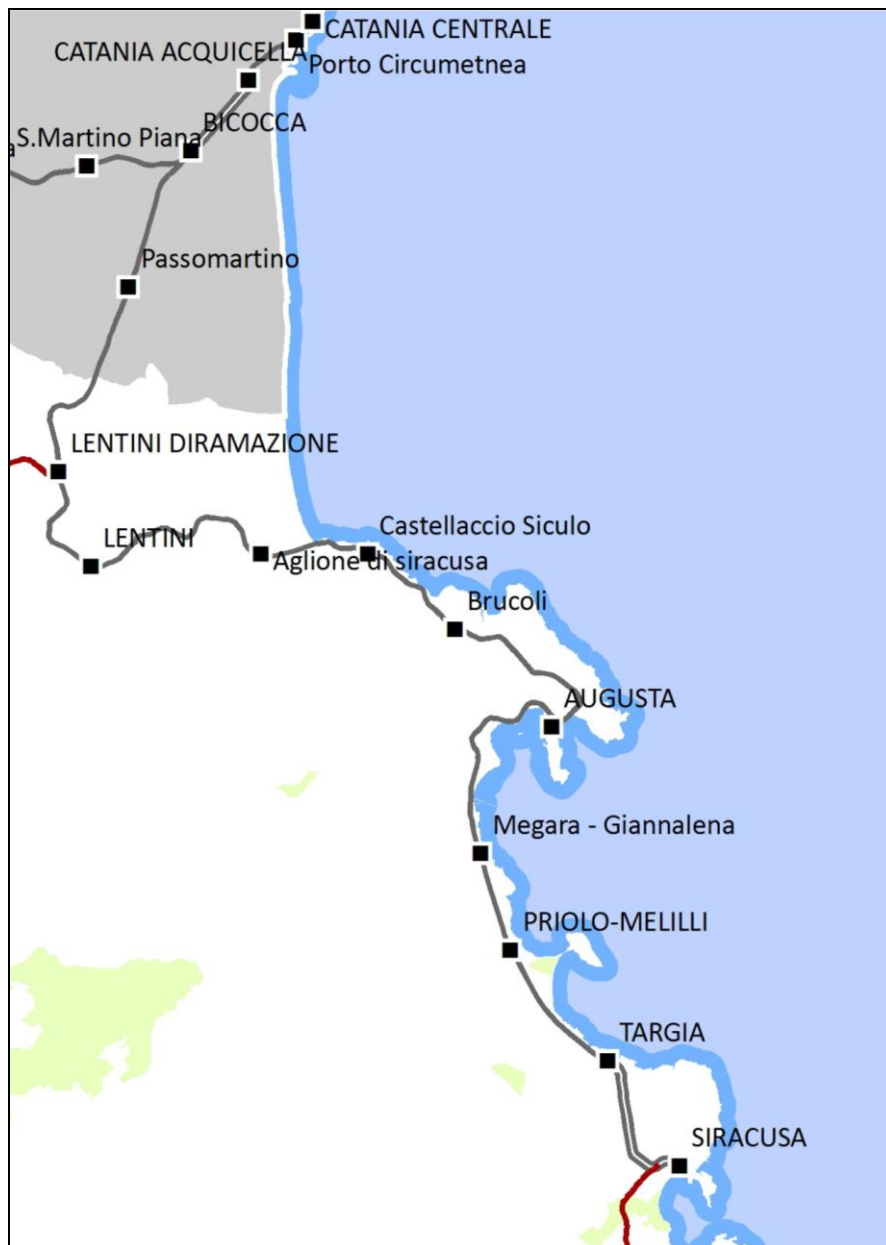 CATANIA CENTRALE
CATANIA ACQUICELLA
Porto Circumetnea
BICOCCA
S.Martino Piana
Passomartino
LENTINI DIRAMAZIONE
Castellaccio Siculo
LENTINI
Aglione di siracusa
Brucoli
AUGUSTA
Megara - Giannalena
PRIOLO-MELILLI
TARGIA
SIRACUSA